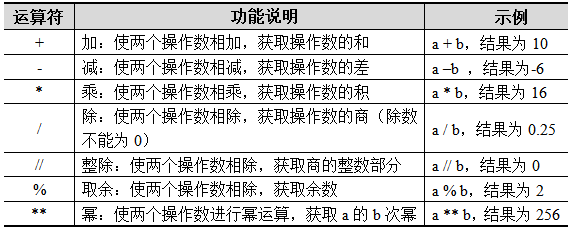 运算符 功能说明 示例
+ 加：使两个操作数相加，获取操作数的和 a + b，结果为 10
- 减：使两个操作数相减，获取操作数的差 a –b ，结果为-6
* 乘：使两个操作数相乘，获取操作数的积 a * b，结果为 16
/ 除：使两个操作数相除，获取操作数的商（除数 a / b，结果为 0.25
不能为 0）
// 整除：使两个操作数相除，获取商的整数部分 a // b，结果为 0
% 取余：使两个操作数相除，获取余数 a % b，结果为 2
** 幂：使两个操作数进行幂运算，获取 a 的 b 次幂 a ** b，结果为 256